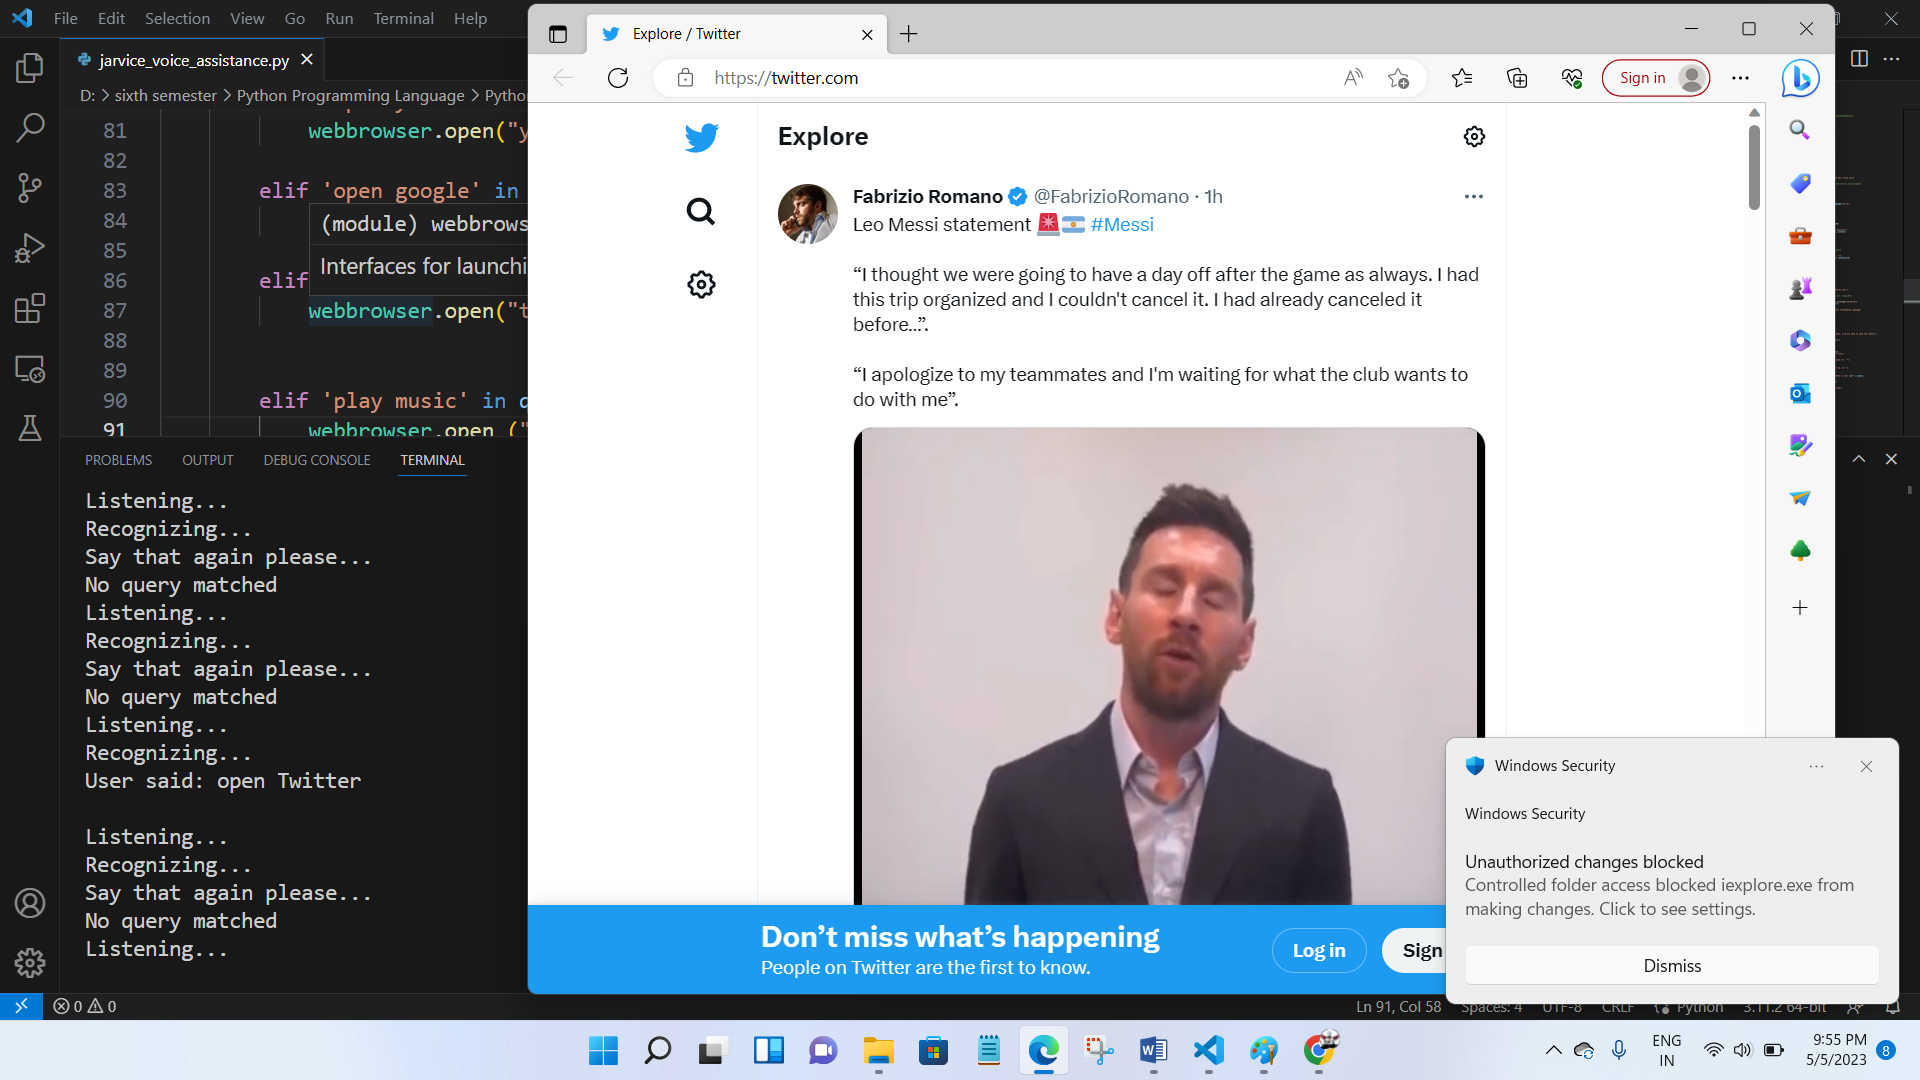 File Edit Selection View Go Run Terminal Help
jarvice_voice_assistance.py
D: > sixth semester > Python Programming Language >
81 webbrowser.open("y
82
83 elif 'open google' in
84 (module) webbrows
85 Interfaces for launchi
86 elif
87 webbrowser.open("t
88
89
90 elif 'play music' in
91 webbrowser.open ("
PROBLEMS OUTPUT DEBUG CONSOLE TERMINAL
Listening...
Recognizing...
Say that again please...
No query matched
Listening...
Recognizing...
Say that again please...
No query matched
Listening...
Recognizing...
User said: open Twitter
Listening...
Recognizing...
Say that again please...
No query matched
Listening...
0 0
Ln 91, Col 58 Spaces: 4 UTF-8 CRLF Python 3.11.2 64-bit
Explore / Twitter
https://twitter.com
Sign in
Explore
Fabrizio Romano @FabrizioRomano · 1h
Leo Messi statement 🚨🇦🇷 #Messi
“I thought we were going to have a day off after the game as always. I had
this trip organized and I couldn't cancel it. I had already canceled it
before...”.
“I apologize to my teammates and I'm waiting for what the club wants to
do with me”.
Don’t miss what’s happening
People on Twitter are the first to know.
Log in
Sign
Windows Security
Windows Security
Unauthorized changes blocked
Controlled folder access blocked iexplore.exe from
making changes. Click to see settings.
Dismiss
ENG
IN
9:55 PM
5/5/2023
8